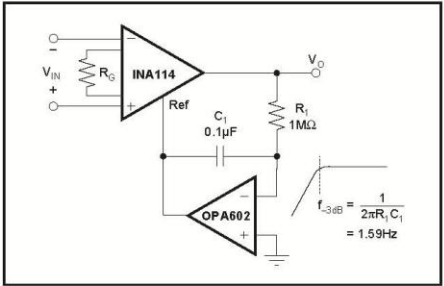 INA114
V_IN
R_G
Ref
V_O
C_1
0.1µF
R_1
1MΩ
OPA602
f_-3dB = 1 / 2πR_1C_1
= 1.59Hz